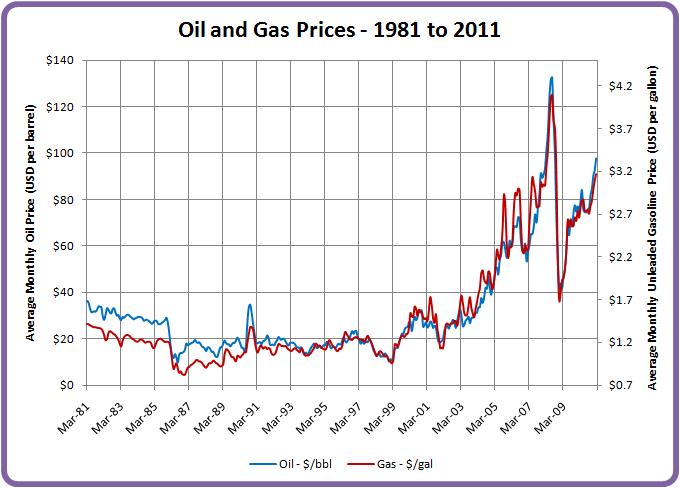 Oil and Gas Prices - 1981 to 2011
Average Monthly Oil Price (USD per barrel)
$140
$120
$100
$80
$60
$40
$20
$0
$4.2
$3.7
$3.2
$2.7
$2.2
$1.7
$1.2
$0.7
Average Monthly Unleaded Gasoline Price (USD per gallon)
Mar-81
Mar-83
Mar-85
Mar-87
Mar-89
Mar-91
Mar-93
Mar-95
Mar-97
Mar-99
Mar-01
Mar-03
Mar-05
Mar-07
Mar-09
Oil - $/bbl
Gas - $/gal